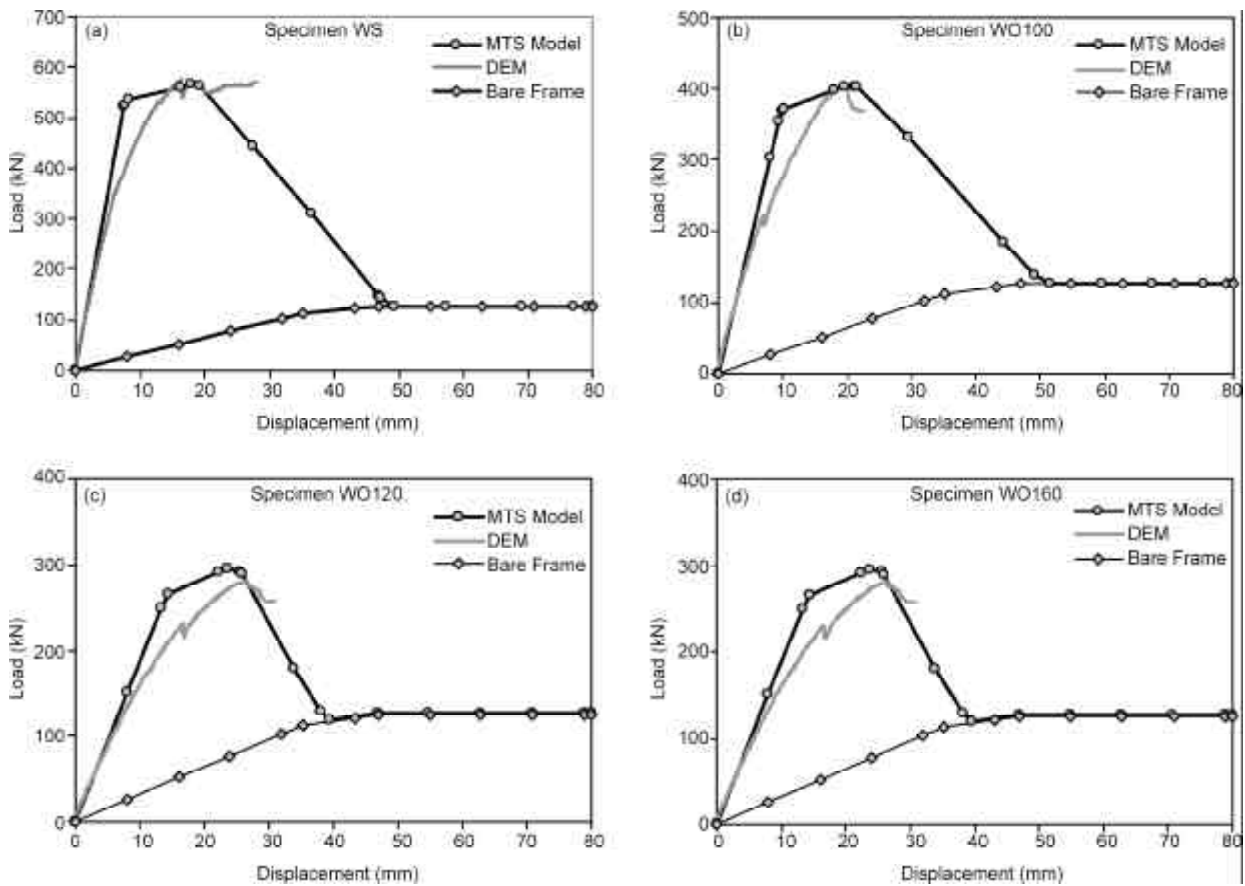 (a) Specimen WS
MTS Model
DEM
Bare Frame
700
600
500
400
300
200
100
0
Load (kN)
0 10 20 30 40 50 60 70 80
Displacement (mm)
(b) Specimen WO100
MTS Model
DEM
Bare Frame
500
400
300
200
100
0
Load (kN)
0 10 20 30 40 50 60 70 80
Displacement (mm)
(c) Specimen WO120
MTS Model
DEM
Bare Frame
400
300
200
100
0
Load (kN)
0 10 20 30 40 50 60 70 80
Displacement (mm)
(d) Specimen WO160
MTS Model
DEM
Bare Frame
400
300
200
100
0
Load (kN)
0 10 20 30 40 50 60 70 80
Displacement (mm)